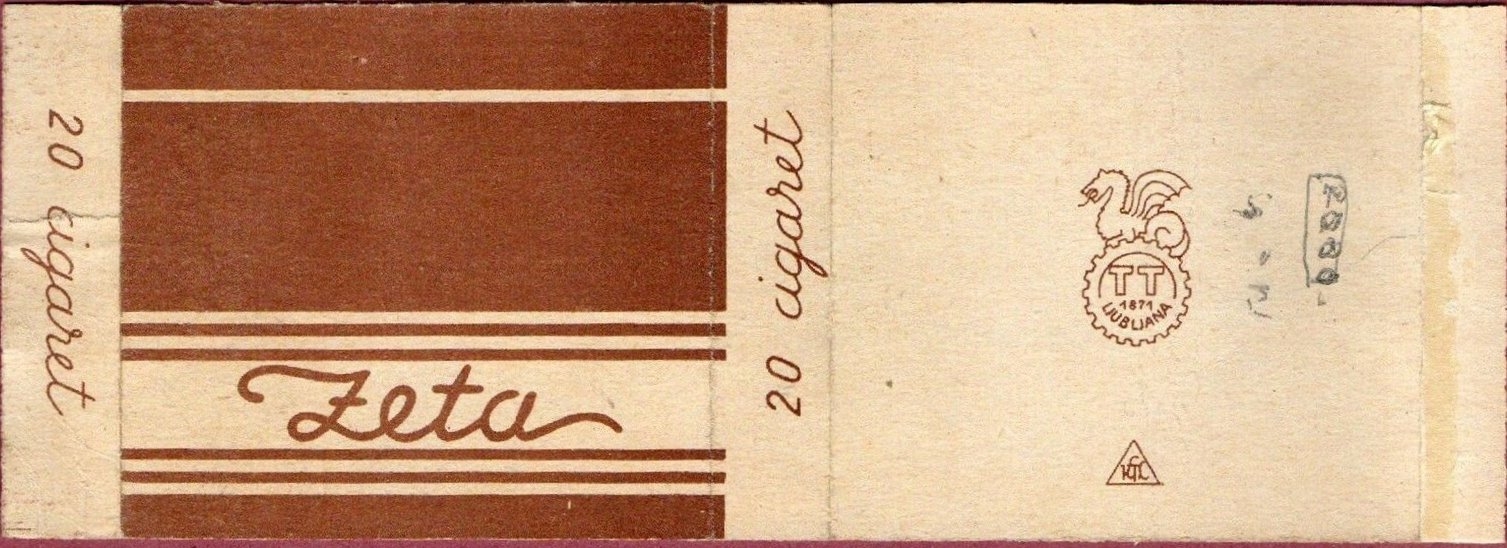 20 cigaret
Zeta
20 cigaret
TT
1871
LJUBLJANA